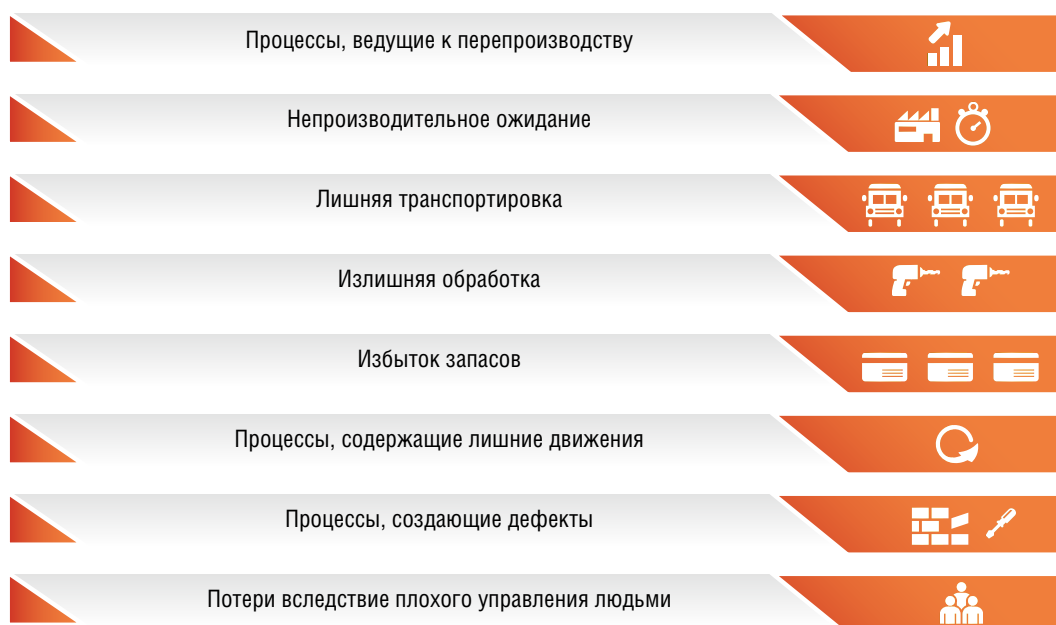 Процессы, ведущие к перепроизводству
Непроизводительное ожидание
Лишняя транспортировка
Излишняя обработка
Избыток запасов
Процессы, содержащие лишние движения
Процессы, создающие дефекты
Потери вследствие плохого управления людьми